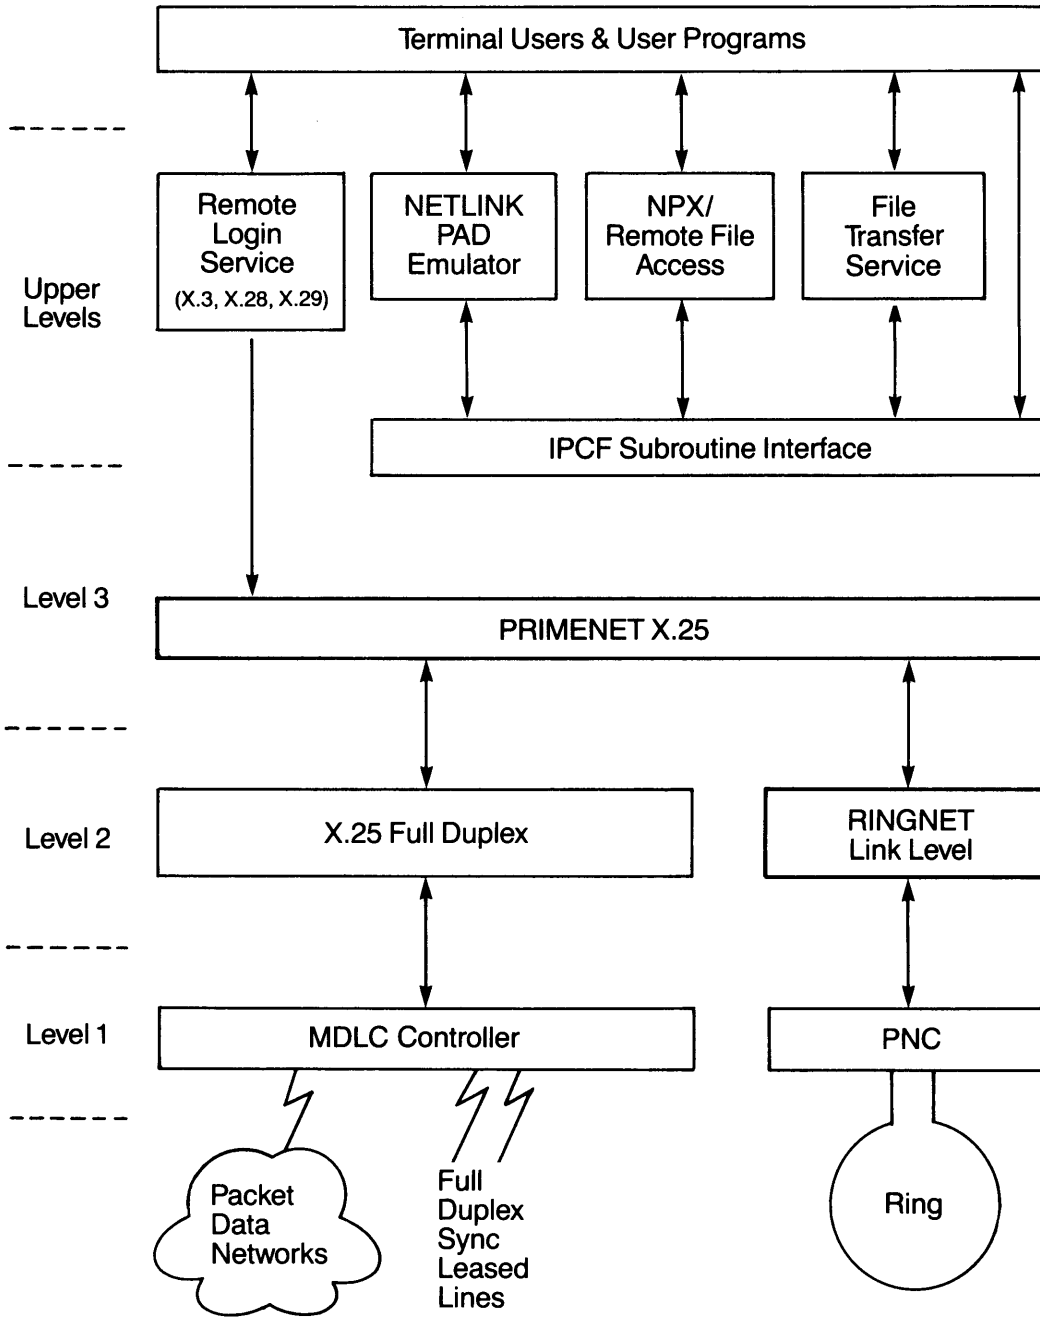 Terminal Users & User Programs
Remote
Login
Service
(X.3, X.28, X.29)
NETLINK
PAD
Emulator
NPX/
Remote File
Access
File
Transfer
Service
Upper
Levels
IPCF Subroutine Interface
Level 3
PRIMENET X.25
Level 2
X.25 Full Duplex
RINGNET
Link Level
Level 1
MDLC Controller
PNC
Packet
Data
Networks
Full
Duplex
Sync
Leased
Lines
Ring